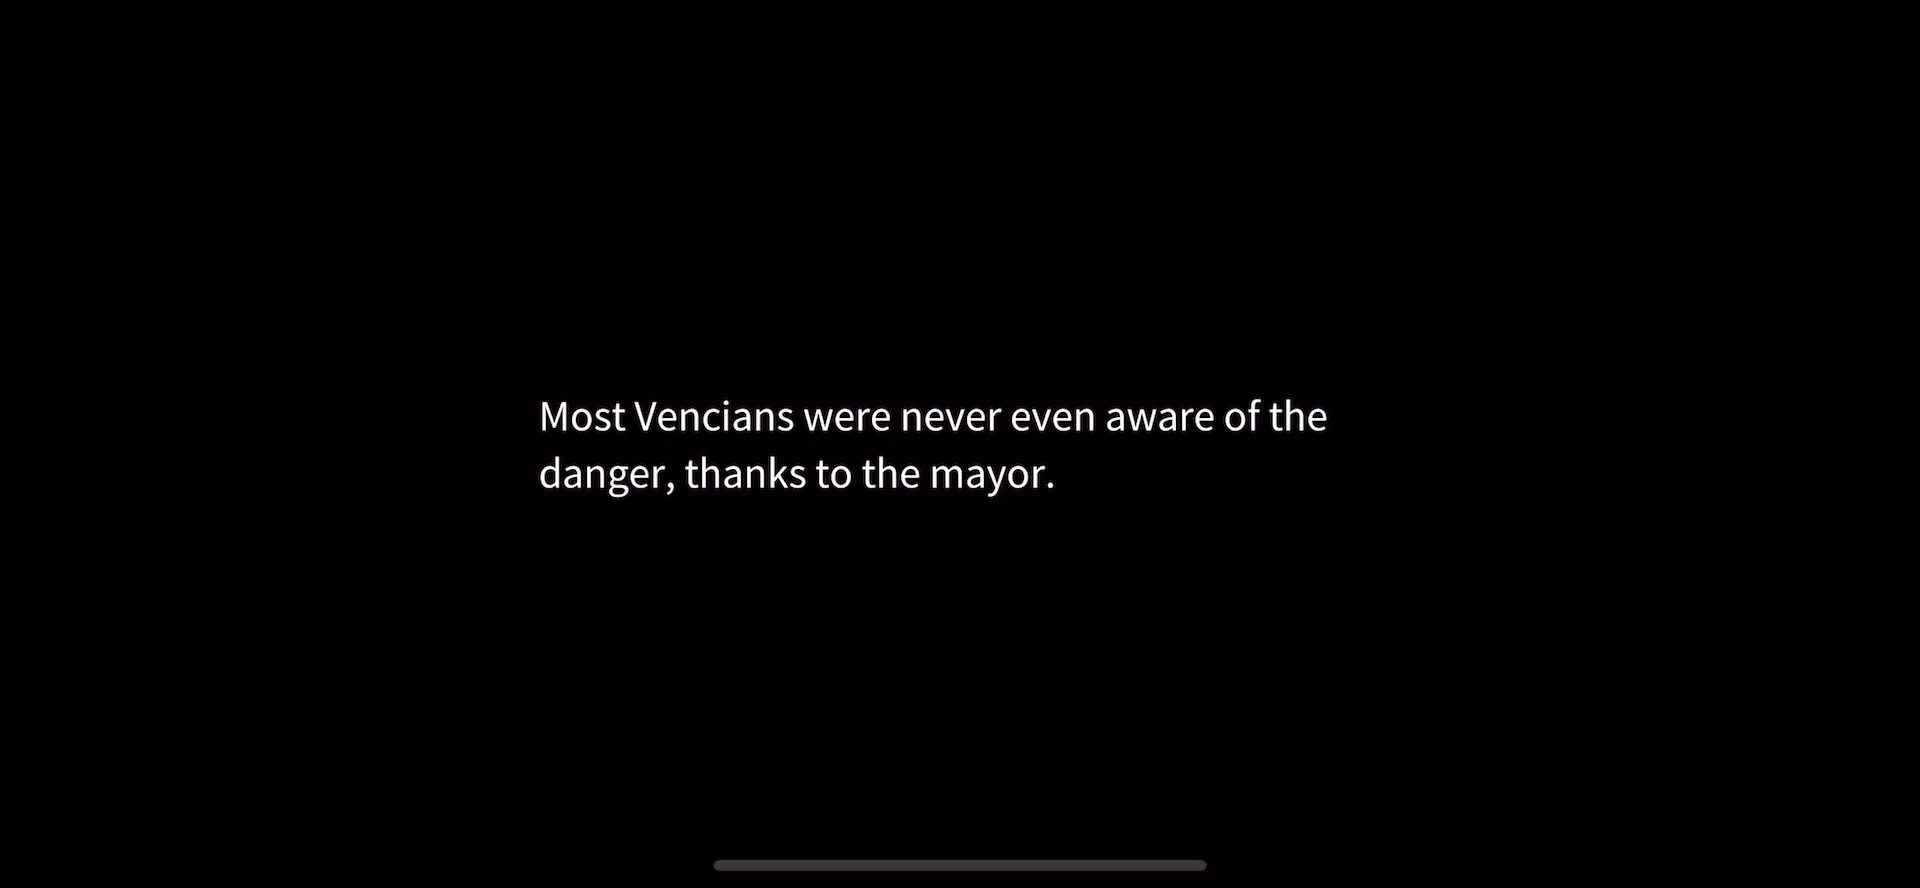 Most Vencians were never even aware of the
danger, thanks to the mayor.